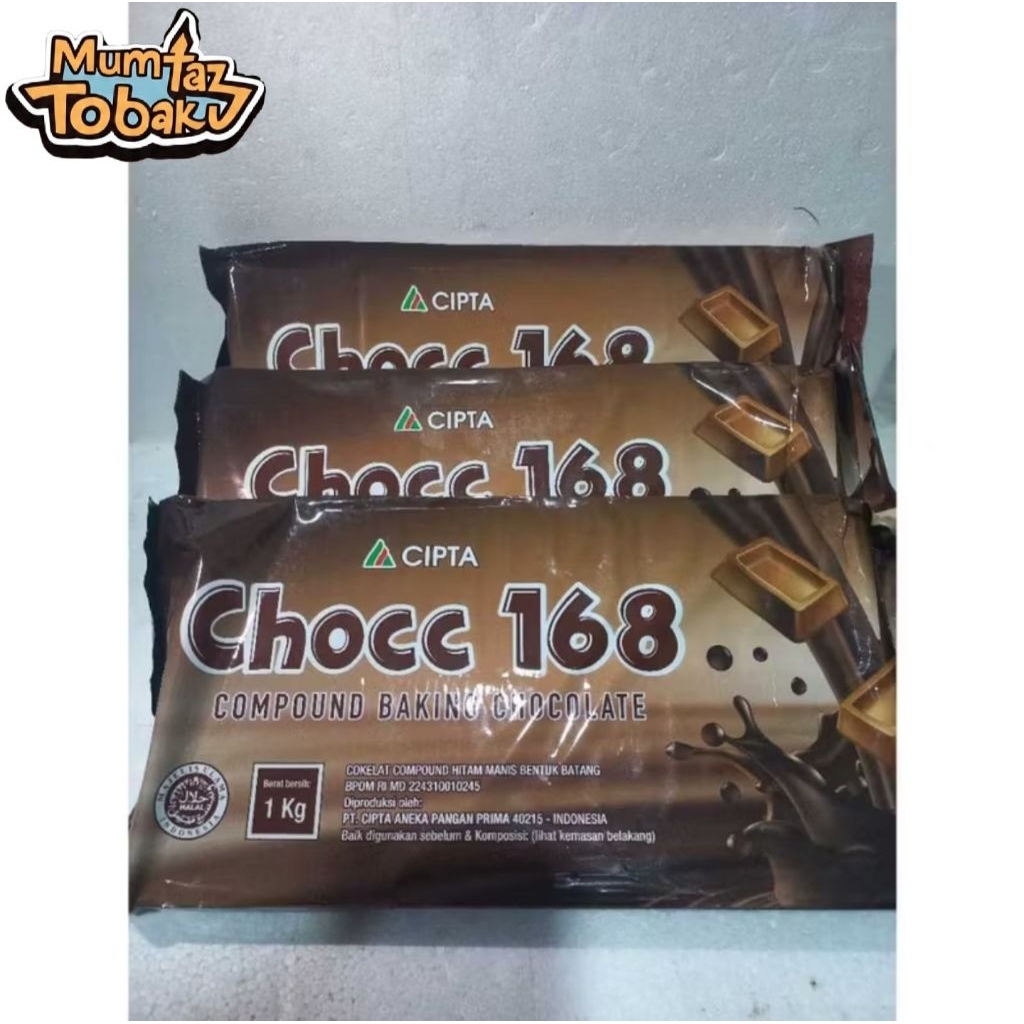 Mumtaz
Tobaku
CIPTA
Chocc 168
CIPTA
Chocc 168
CIPTA
Chocc 168
COMPOUND BAKING CHOCOLATE
MAJELIS ULAMA
HALAL
INDONESIA
Berat bersih:
1 Kg
COKELAT COMPOUND HITAM MANIS BENTUK BATANG
BPOM RI MD 224310010245
Diproduksi oleh:
PT. CIPTA ANEKA PANGAN PRIMA 40215 - INDONESIA
Baik digunakan sebelum & Komposisi: (lihat kemasan belakang)